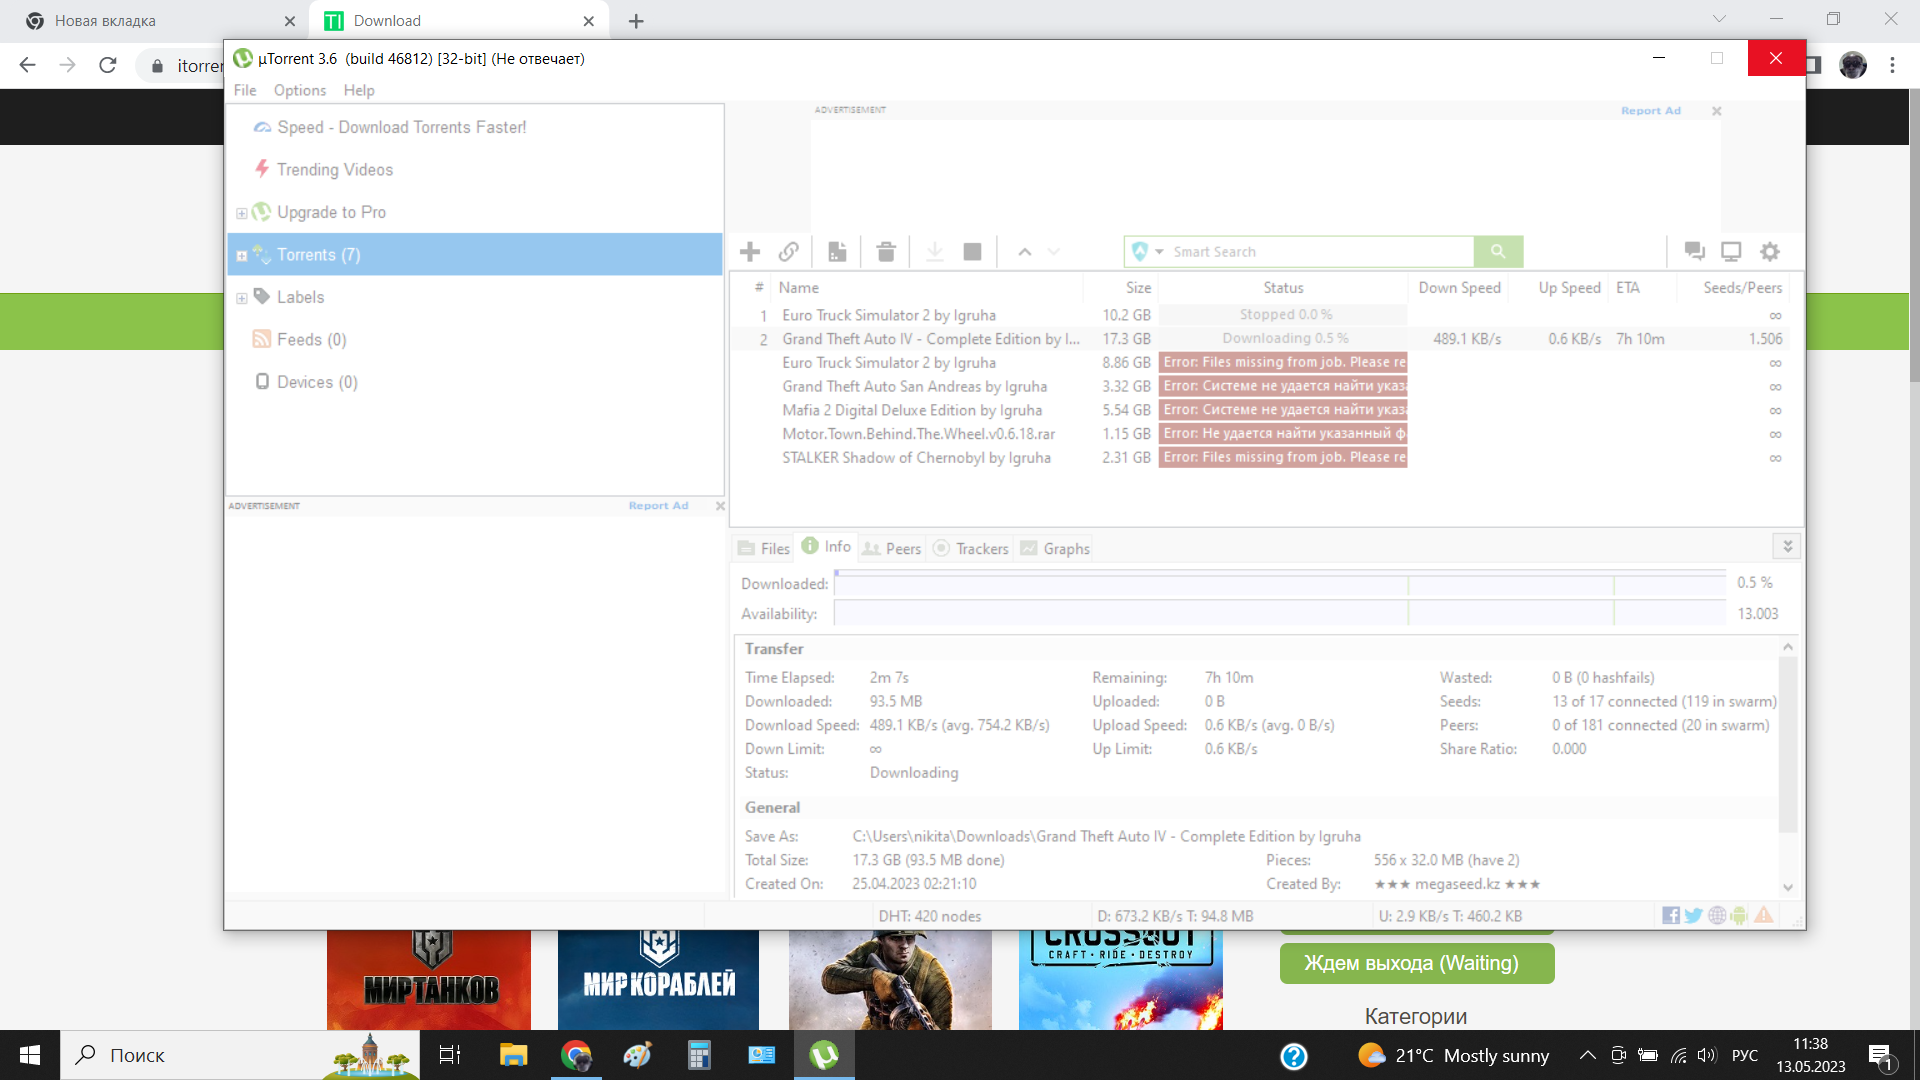 Новая вкладка
Download
itorrer
µTorrent 3.6 (build 46812) [32-bit] (Не отвечает)
File Options Help
Speed - Download Torrents Faster!
Trending Videos
Upgrade to Pro
Torrents (7)
Labels
Feeds (0)
Devices (0)
ADVERTISEMENT Report Ad
ADVERTISEMENT Report Ad
Smart Search
# Name Size Status Down Speed Up Speed ETA Seeds/Peers
1 Euro Truck Simulator 2 by Igruha 10.2 GB Stopped 0.0 % ∞
2 Grand Theft Auto IV - Complete Edition by I... 17.3 GB Downloading 0.5 % 489.1 KB/s 0.6 KB/s 7h 10m 1.506
Euro Truck Simulator 2 by Igruha 8.86 GB Error: Files missing from job. Please re ∞
Grand Theft Auto San Andreas by Igruha 3.32 GB Error: Системе не удается найти указа ∞
Mafia 2 Digital Deluxe Edition by Igruha 5.54 GB Error: Системе не удается найти указа ∞
Motor.Town.Behind.The.Wheel.v0.6.18.rar 1.15 GB Error: Не удается найти указанный ф ∞
STALKER Shadow of Chernobyl by Igruha 2.31 GB Error: Files missing from job. Please re ∞
Files Info Peers Trackers Graphs
Downloaded: 0.5 %
Availability: 13.003
Transfer
Time Elapsed: 2m 7s Remaining: 7h 10m Wasted: 0 B (0 hashfails)
Downloaded: 93.5 MB Uploaded: 0 B Seeds: 13 of 17 connected (119 in swarm)
Download Speed: 489.1 KB/s (avg. 754.2 KB/s) Upload Speed: 0.6 KB/s (avg. 0 B/s) Peers: 0 of 181 connected (20 in swarm)
Down Limit: ∞ Up Limit: 0.6 KB/s Share Ratio: 0.000
Status: Downloading
General
Save As: C:\Users\nikita\Downloads\Grand Theft Auto IV - Complete Edition by Igruha
Total Size: 17.3 GB (93.5 MB done) Pieces: 556 x 32.0 MB (have 2)
Created On: 25.04.2023 02:21:10 Created By: ★★★ megaseed.kz ★★★
DHT: 420 nodes D: 673.2 KB/s T: 94.8 MB U: 2.9 KB/s T: 460.2 KB
МИР ТАНКОВ
МИР КОРАБЛЕЙ
CROSSOUT
CRAFT • RIDE • DESTROY
Ждем выхода (Waiting)
Категории
Поиск
21°C Mostly sunny
РУС
11:38
13.05.2023
1